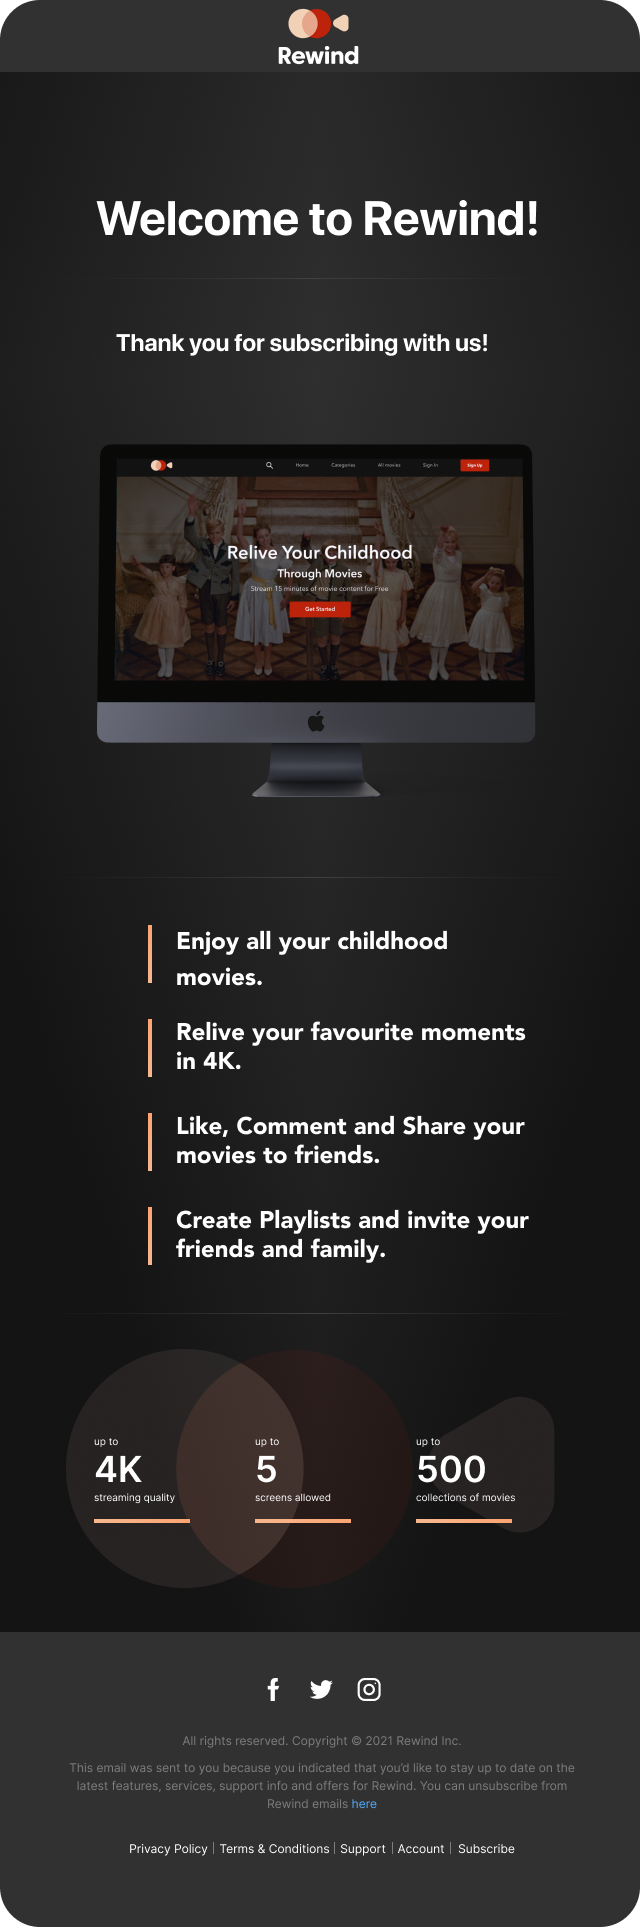 Rewind
Welcome to Rewind!
Thank you for subscribing with us!
Home Categories All movies Sign In Sign Up
Relive Your Childhood
Through Movies
Stream 15 minutes of movie content for Free
Get Started
Enjoy all your childhood
movies.
Relive your favourite moments
in 4K.
Like, Comment and Share your
movies to friends.
Create Playlists and invite your
friends and family.
up to
4K
streaming quality
up to
5
screens allowed
up to
500
collections of movies
All rights reserved. Copyright © 2021 Rewind Inc.
This email was sent to you because you indicated that you'd like to stay up to date on the
latest features, services, support info and offers for Rewind. You can unsubscribe from
Rewind emails here
Privacy Policy | Terms & Conditions | Support | Account | Subscribe